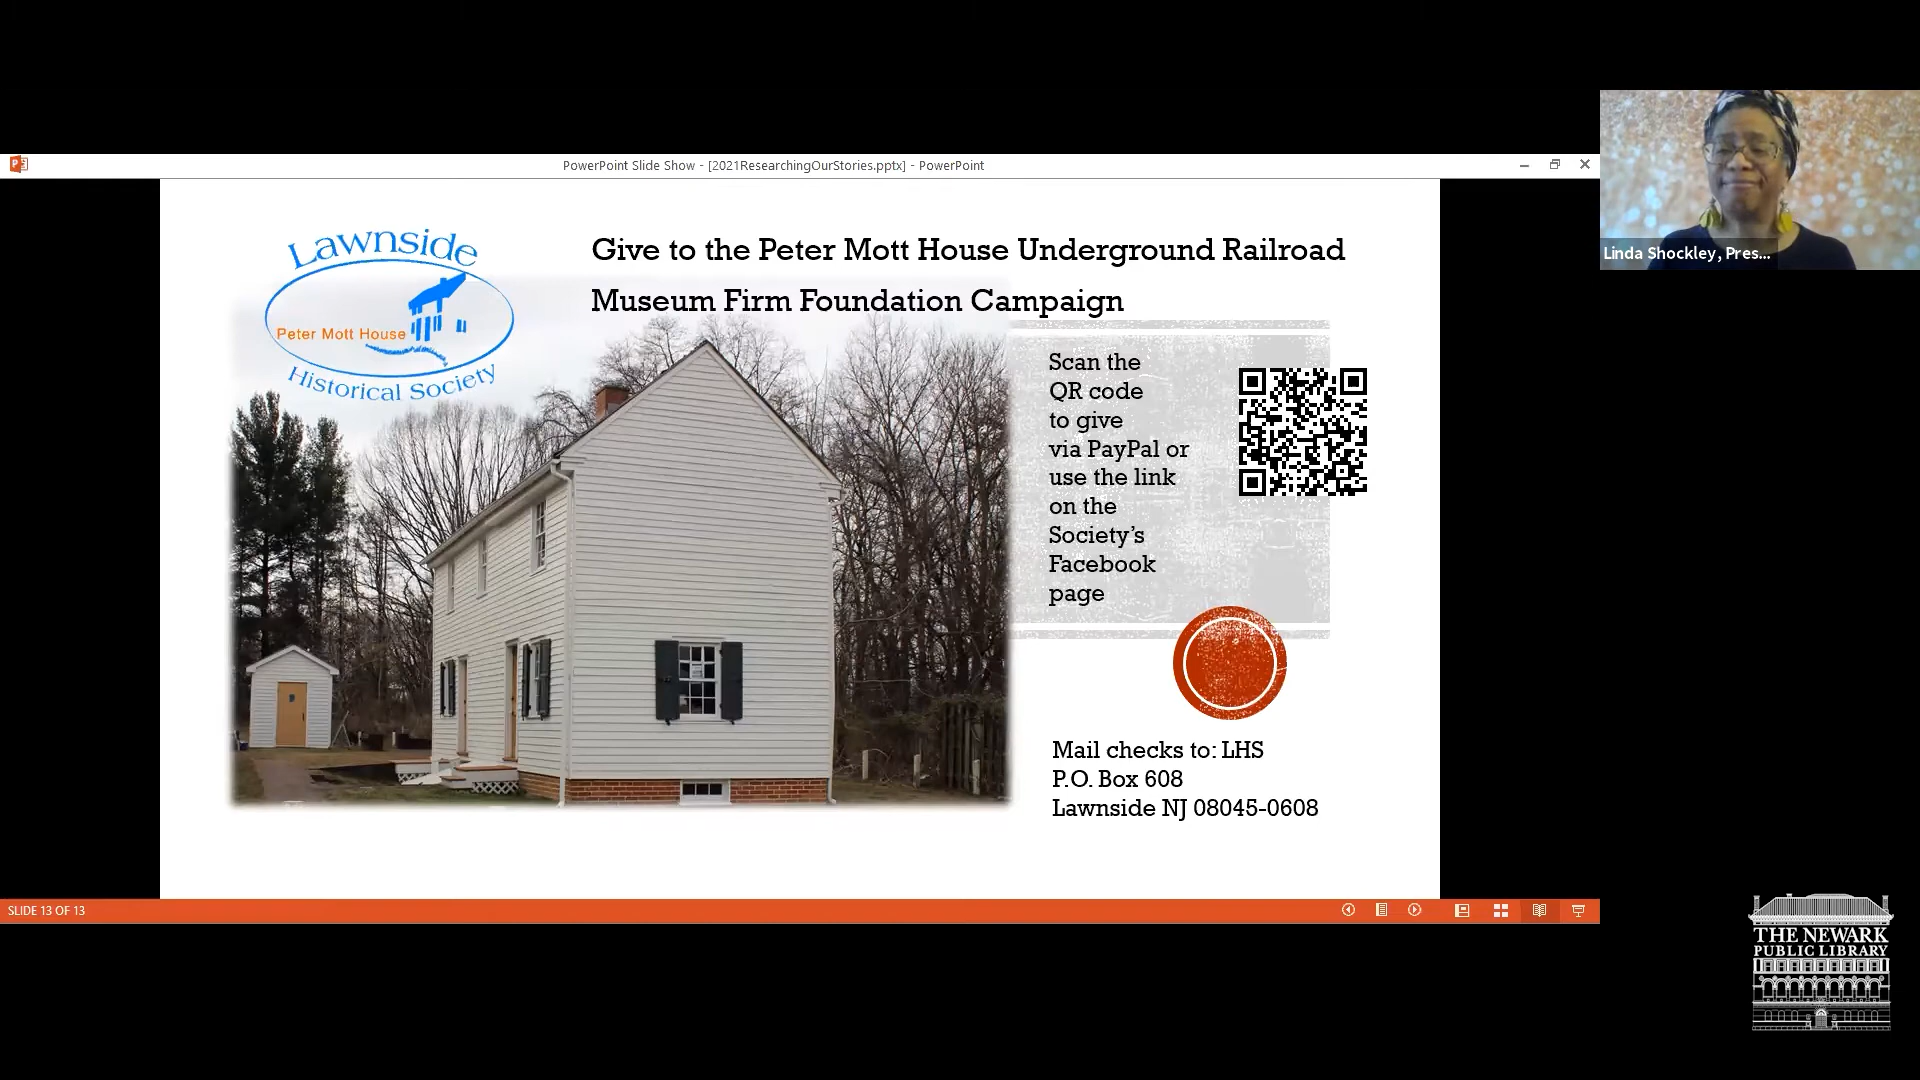 PowerPoint Slide Show - [2021ResearchingOurStories.pptx] - PowerPoint
Linda Shockley, Pres...
Lawnside
Peter Mott House
Historical Society
Give to the Peter Mott House Underground Railroad
Museum Firm Foundation Campaign
Scan the
QR code
to give
via PayPal or
use the link
on the
Society's
Facebook
page
Mail checks to: LHS
P.O. Box 608
Lawnside NJ 08045-0608
SLIDE 13 OF 13
THE NEWARK
PUBLIC LIBRARY